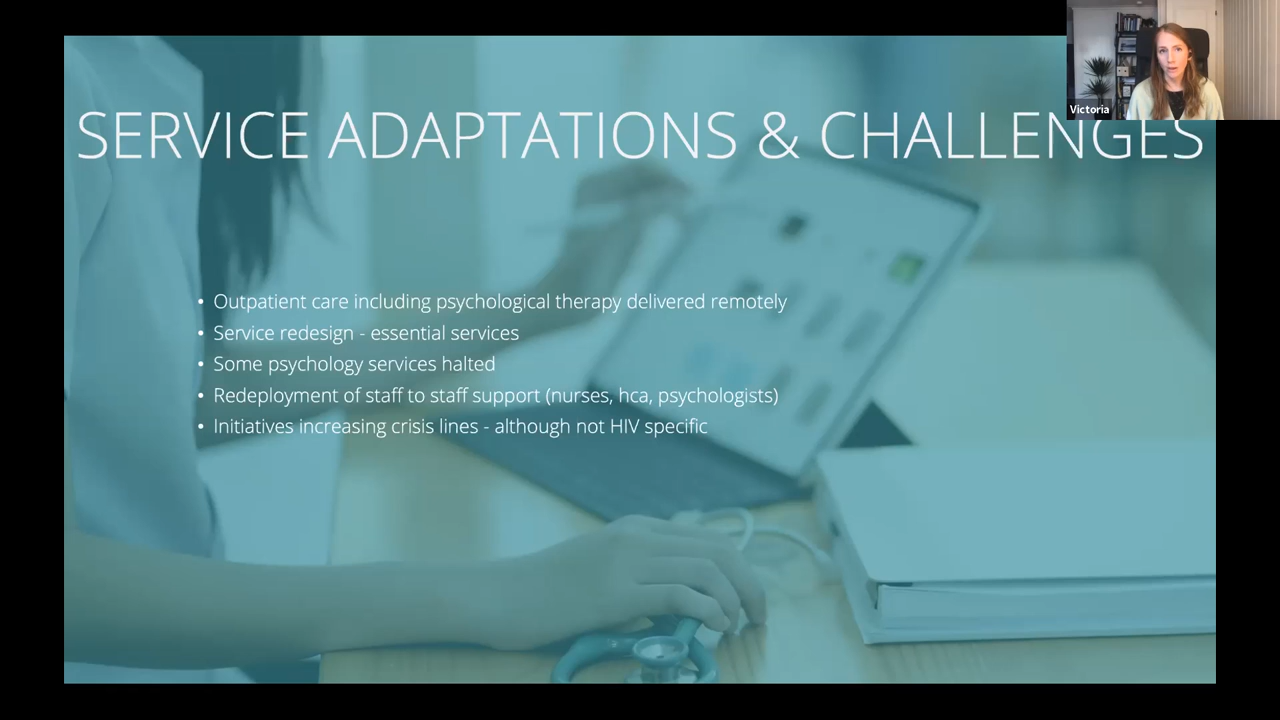 Victoria
SERVICE ADAPTATIONS & CHALLENGES
• Outpatient care including psychological therapy delivered remotely
• Service redesign - essential services
• Some psychology services halted
• Redeployment of staff to staff support (nurses, hca, psychologists)
• Initiatives increasing crisis lines - although not HIV specific